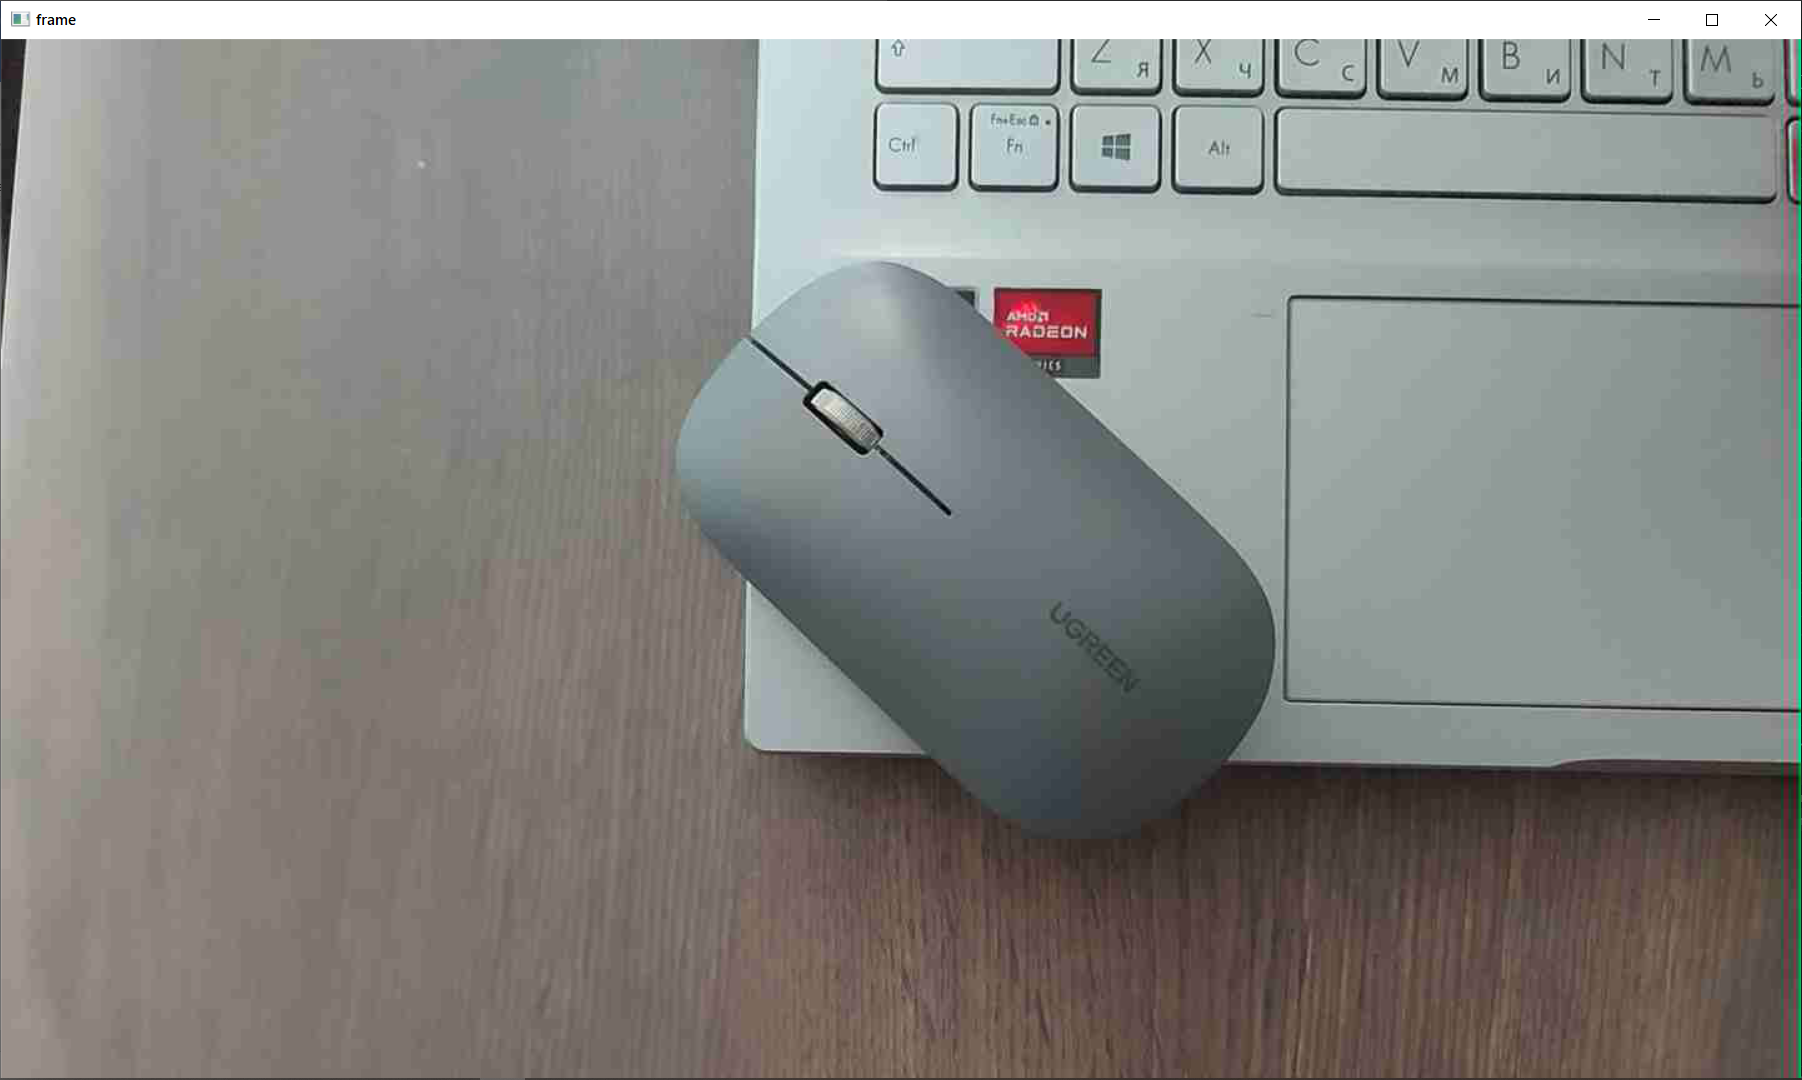 frame
⇧ Z Я X Ч C С V М B И N Т M Ь
Fn+Esc
Ctrl Fn Alt
AMD
RADEON
UGREEN